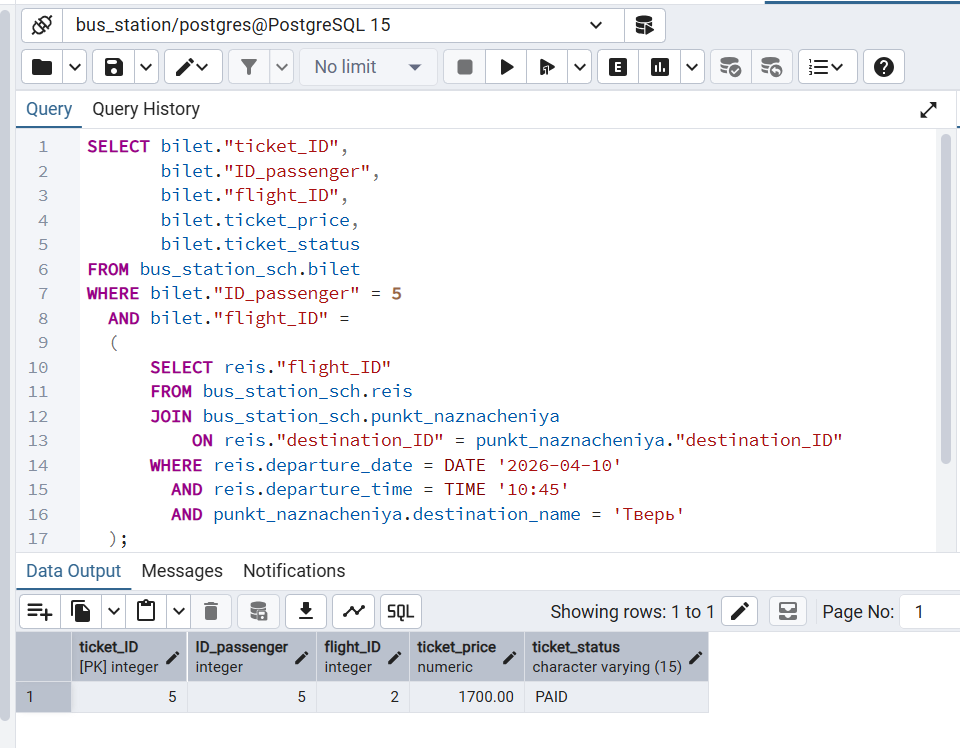 bus_station/postgres@PostgreSQL 15
No limit
E
Query Query History
1 SELECT bilet."ticket_ID",
2 bilet."ID_passenger",
3 bilet."flight_ID",
4 bilet.ticket_price,
5 bilet.ticket_status
6 FROM bus_station_sch.bilet
7 WHERE bilet."ID_passenger" = 5
8 AND bilet."flight_ID" =
9 (
10 SELECT reis."flight_ID"
11 FROM bus_station_sch.reis
12 JOIN bus_station_sch.punkt_naznacheniya
13 ON reis."destination_ID" = punkt_naznacheniya."destination_ID"
14 WHERE reis.departure_date = DATE '2026-04-10'
15 AND reis.departure_time = TIME '10:45'
16 AND punkt_naznacheniya.destination_name = 'Тверь'
17 );
Data Output Messages Notifications
SQL Showing rows: 1 to 1 Page No: 1
ticket_ID ID_passenger flight_ID ticket_price ticket_status
[PK] integer integer integer numeric character varying (15)
1 5 5 2 1700.00 PAID